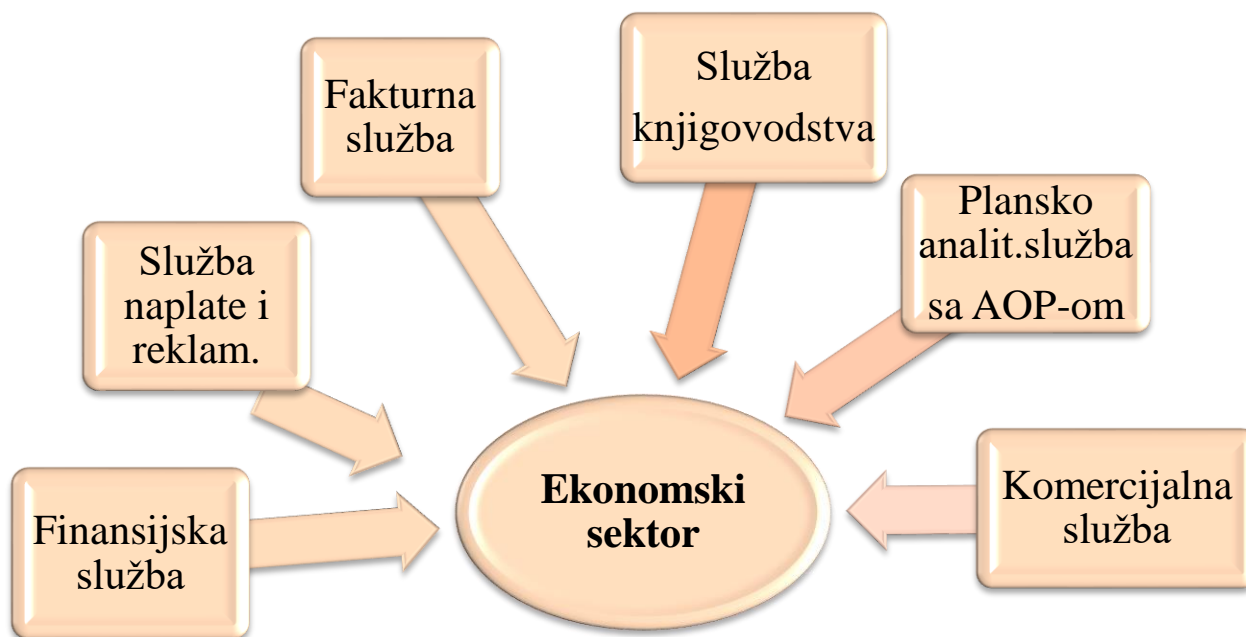 Fakturna
služba
Služba
knjigovodstva
Plansko
analit.služba
sa AOP-om
Služba
naplate i
reklam.
Finansijska
služba
Ekonomski
sektor
Komercijalna
služba